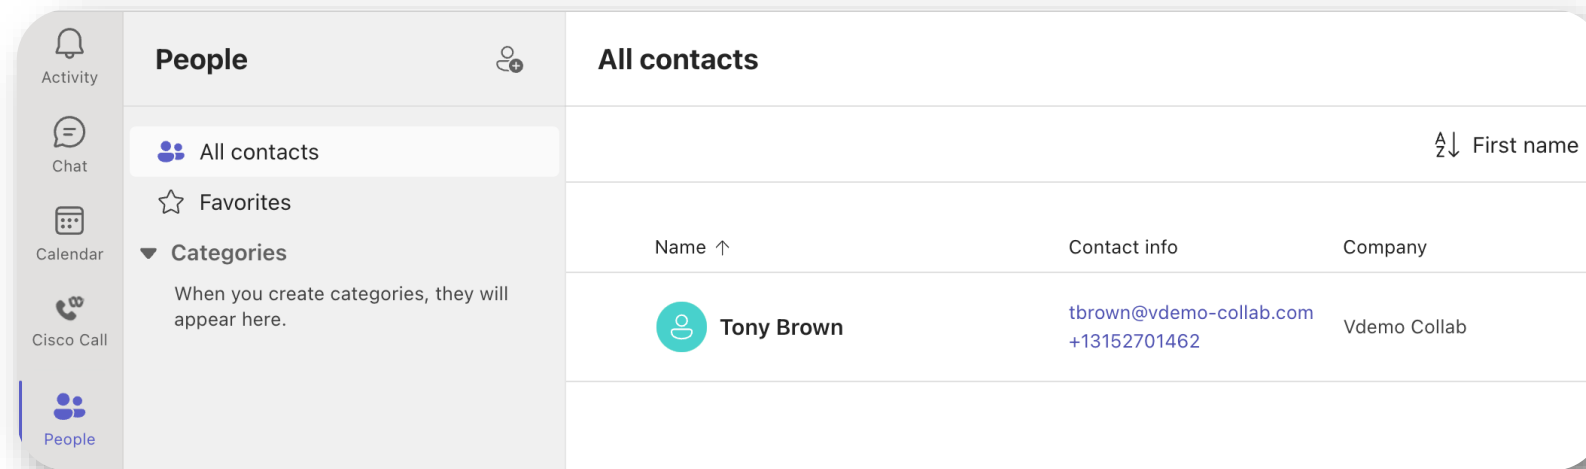 Activity
Chat
Calendar
Cisco Call
People
People
All contacts
Favorites
Categories
When you create categories, they will
appear here.
All contacts
First name
Name
Contact info
Company
Tony Brown
tbrown@vdemo-collab.com
+13152701462
Vdemo Collab